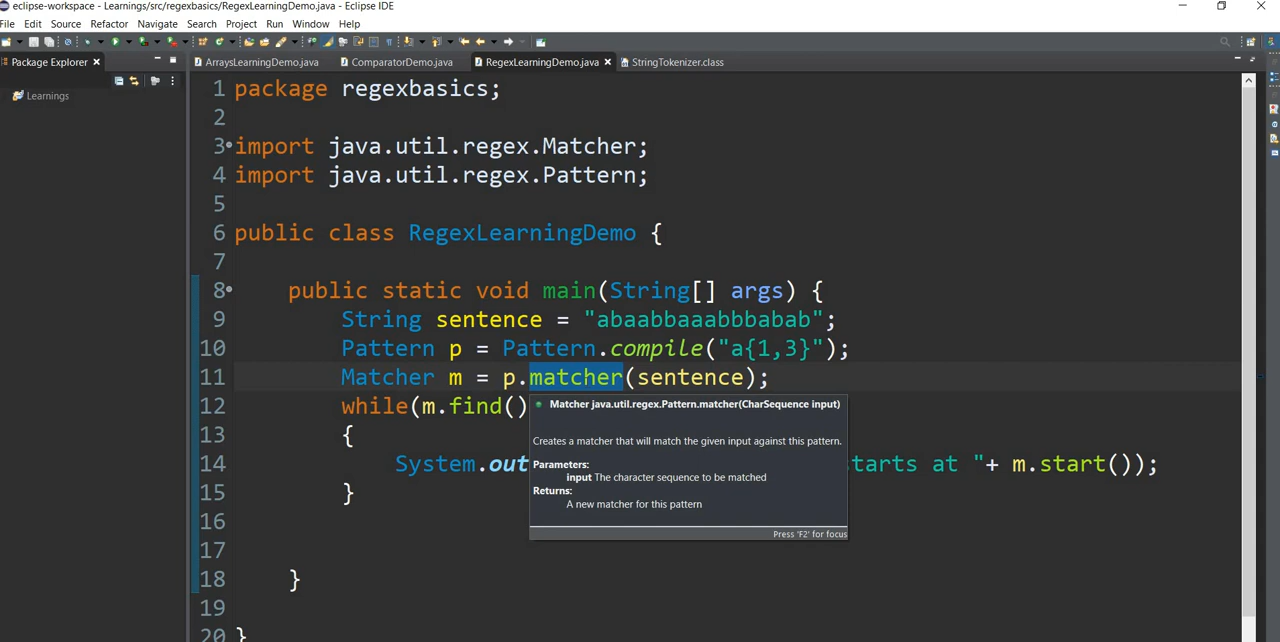 eclipse-workspace - Learnings/src/regexbasics/RegexLearningDemo.java - Eclipse IDE
File Edit Source Refactor Navigate Search Project Run Window Help
Package Explorer
ArraysLearningDemo.java ComparatorDemo.java RegexLearningDemo.java StringTokenizer.class
Learnings
1 package regexbasics;
2
3 import java.util.regex.Matcher;
4 import java.util.regex.Pattern;
5
6 public class RegexLearningDemo {
7
8 public static void main(String[] args) {
9 String sentence = "abaabbaaabbbabab";
10 Pattern p = Pattern.compile("a{1,3}");
11 Matcher m = p.matcher(sentence);
12 while(m.find()
Matcher java.util.regex.Pattern.matcher(CharSequence input)
13 {
Creates a matcher that will match the given input against this pattern.
14 System.out starts at "+ m.start());
Parameters:
input The character sequence to be matched
Returns:
15 }
A new matcher for this pattern
16
Press 'F2' for focus
17
18 }
19
20 }